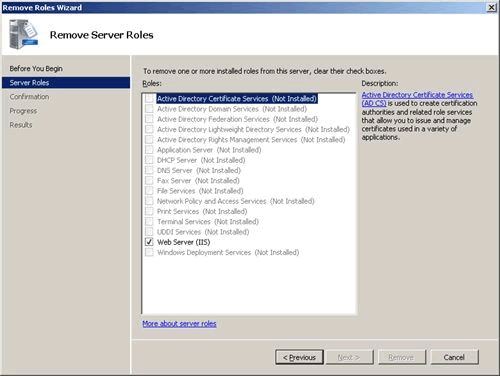 Remove Roles Wizard
Remove Server Roles
Before You Begin
Server Roles
Confirmation
Progress
Results
To remove one or more installed roles from this server, clear their check boxes.
Roles:
Active Directory Certificate Services (Not Installed)
Active Directory Domain Services (Not Installed)
Active Directory Federation Services (Not Installed)
Active Directory Lightweight Directory Services (Not Installed)
Active Directory Rights Management Services (Not Installed)
Application Server (Not Installed)
DHCP Server (Not Installed)
DNS Server (Not Installed)
Fax Server (Not Installed)
File Services (Not Installed)
Network Policy and Access Services (Not Installed)
Print Services (Not Installed)
Terminal Services (Not Installed)
UDDI Services (Not Installed)
Web Server (IIS)
Windows Deployment Services (Not Installed)
More about server roles
Description:
Active Directory Certificate Services
(AD CS) is used to create certification
authorities and related role services
that allow you to issue and manage
certificates used in a variety of
applications.
< Previous
Next >
Remove
Cancel